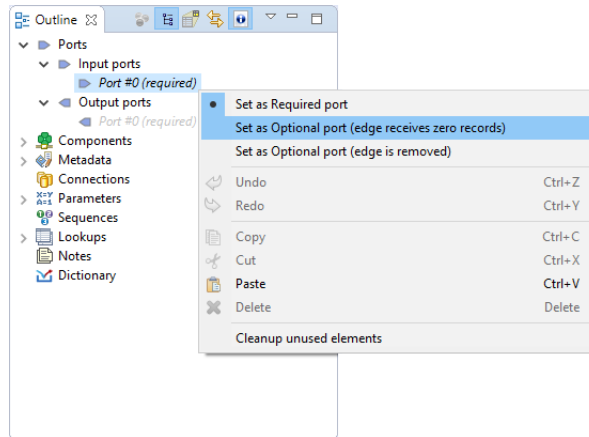 Outline
Ports
Input ports
Port #0 (required)
Output ports
Port #0 (required)
Components
Metadata
Connections
Parameters
Sequences
Lookups
Notes
Dictionary
Set as Required port
Set as Optional port (edge receives zero records)
Set as Optional port (edge is removed)
Undo Ctrl+Z
Redo Ctrl+Y
Copy Ctrl+C
Cut Ctrl+X
Paste Ctrl+V
Delete Delete
Cleanup unused elements